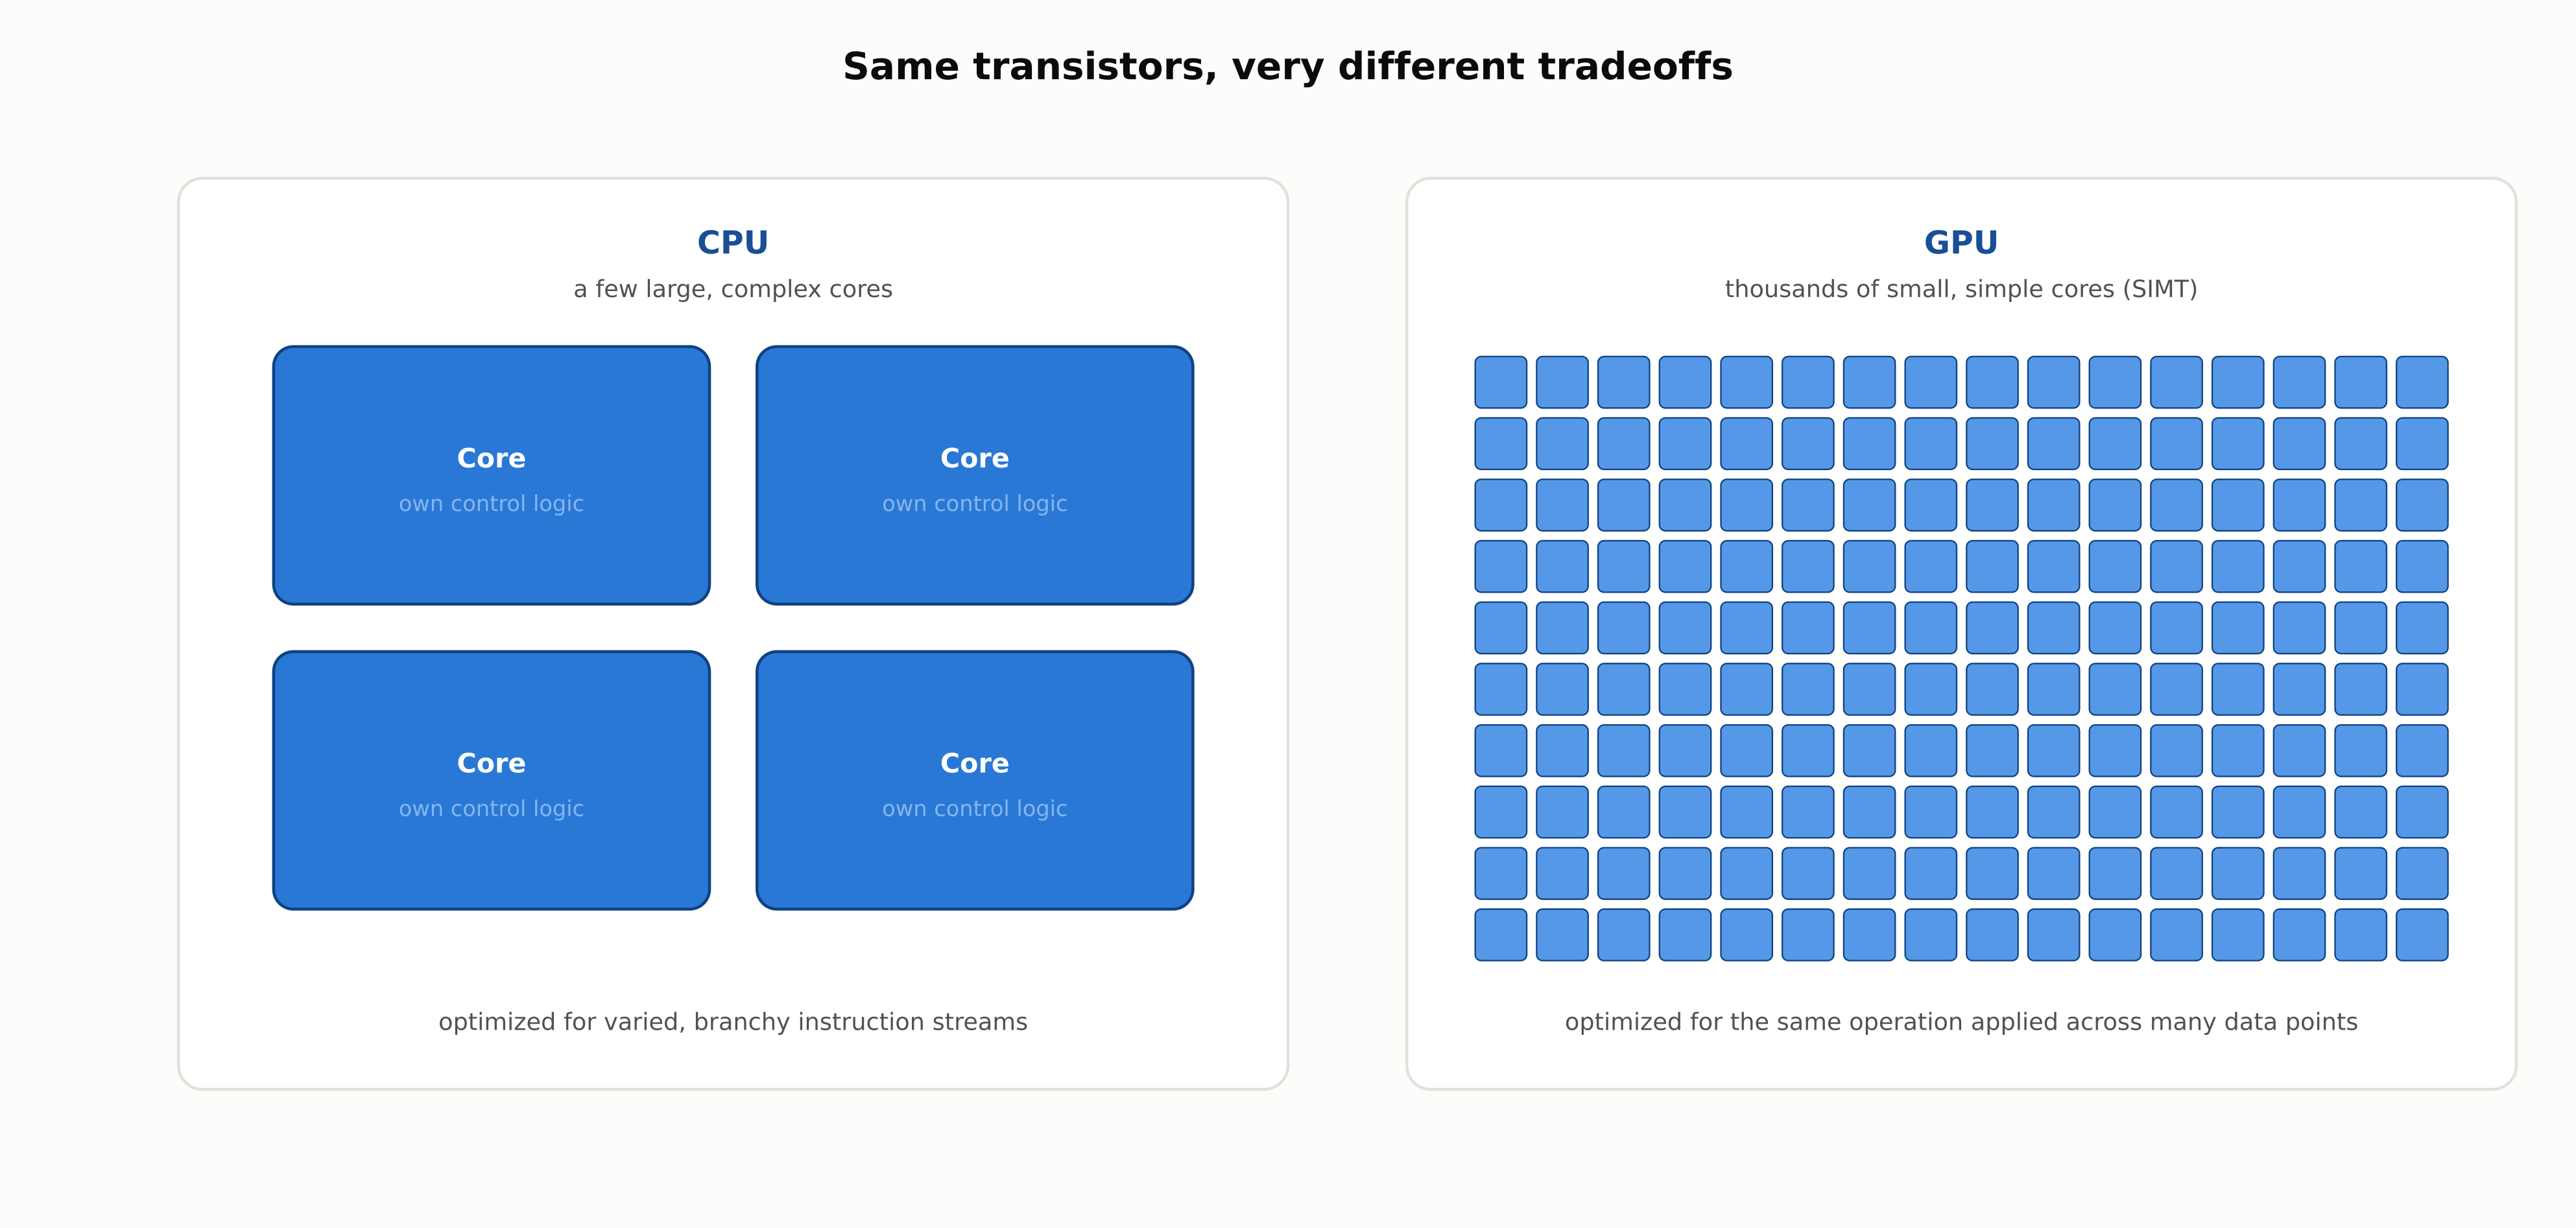 Same transistors, very different tradeoffs
CPU
a few large, complex cores
Core
own control logic
Core
own control logic
Core
own control logic
Core
own control logic
optimized for varied, branchy instruction streams
GPU
thousands of small, simple cores (SIMT)
optimized for the same operation applied across many data points